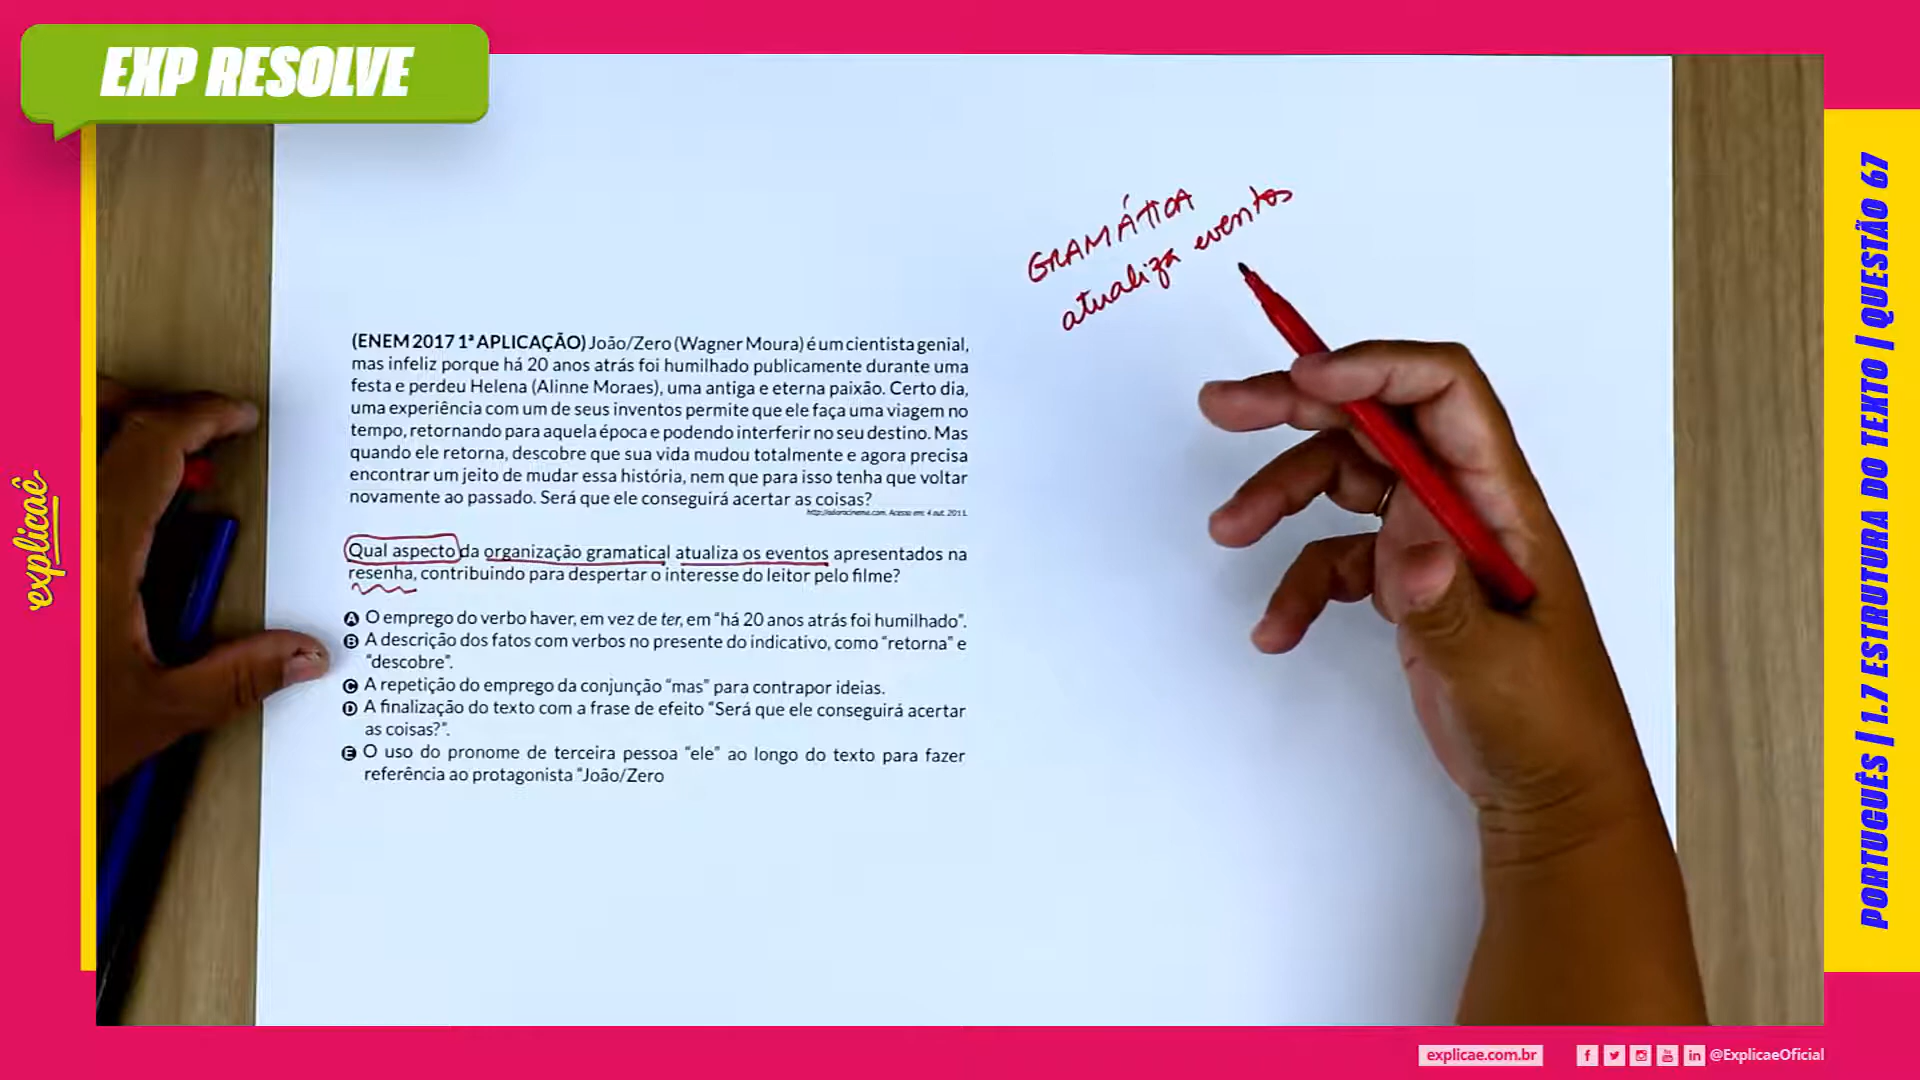 EXP RESOLVE
GRAMÁTICA
atualiza eventos
(ENEM 2017 1ª APLICAÇÃO) João/Zero (Wagner Moura) é um cientista genial,
mas infeliz porque há 20 anos atrás foi humilhado publicamente durante uma
festa e perdeu Helena (Alinne Moraes), uma antiga e eterna paixão. Certo dia,
uma experiência com um de seus inventos permite que ele faça uma viagem no
tempo, retornando para aquela época e podendo interferir no seu destino. Mas
quando ele retorna, descobre que sua vida mudou totalmente e agora precisa
encontrar um jeito de mudar essa história, nem que para isso tenha que voltar
novamente ao passado. Será que ele conseguirá acertar as coisas?
http://adorocinema.com. Acesso em: 4 out. 2011.
Qual aspecto da organização gramatical atualiza os eventos apresentados na
resenha, contribuindo para despertar o interesse do leitor pelo filme?
A O emprego do verbo haver, em vez de ter, em “há 20 anos atrás foi humilhado”.
B A descrição dos fatos com verbos no presente do indicativo, como “retorna” e
“descobre”.
C A repetição do emprego da conjunção “mas” para contrapor ideias.
D A finalização do texto com a frase de efeito “Será que ele conseguirá acertar
as coisas?”.
E O uso do pronome de terceira pessoa “ele” ao longo do texto para fazer
referência ao protagonista “João/Zero
explicaê
PORTUGUÊS | 1.7 ESTRUTURA DO TEXTO | QUESTÃO 67
explicae.com.br
@ExplicaeOficial